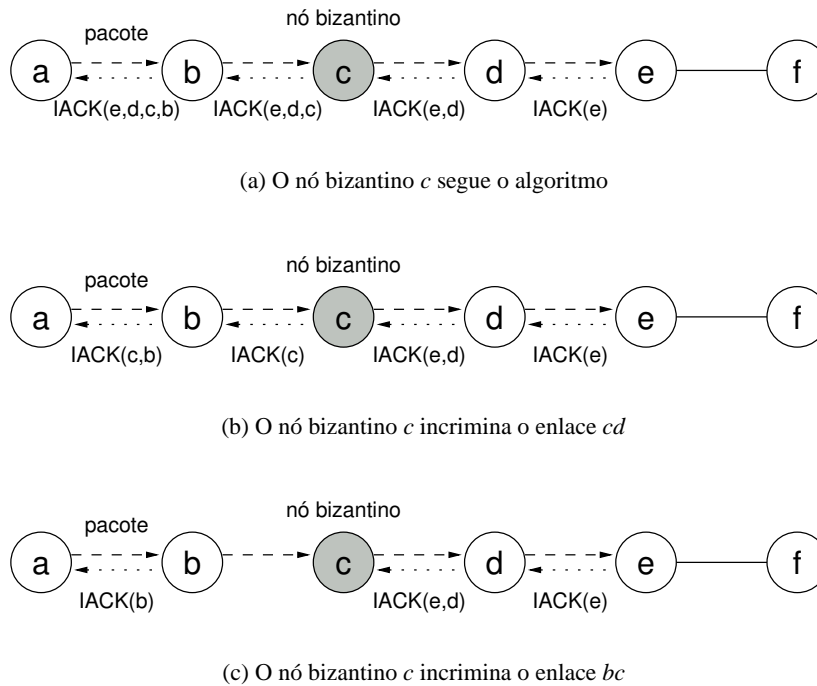 nó bizantino
pacote
a b c d e f
IACK(e,d,c,b) IACK(e,d,c) IACK(e,d) IACK(e)
(a) O nó bizantino c segue o algoritmo
nó bizantino
pacote
a b c d e f
IACK(c,b) IACK(c) IACK(e,d) IACK(e)
(b) O nó bizantino c incrimina o enlace cd
nó bizantino
pacote
a b c d e f
IACK(b) IACK(e,d) IACK(e)
(c) O nó bizantino c incrimina o enlace bc